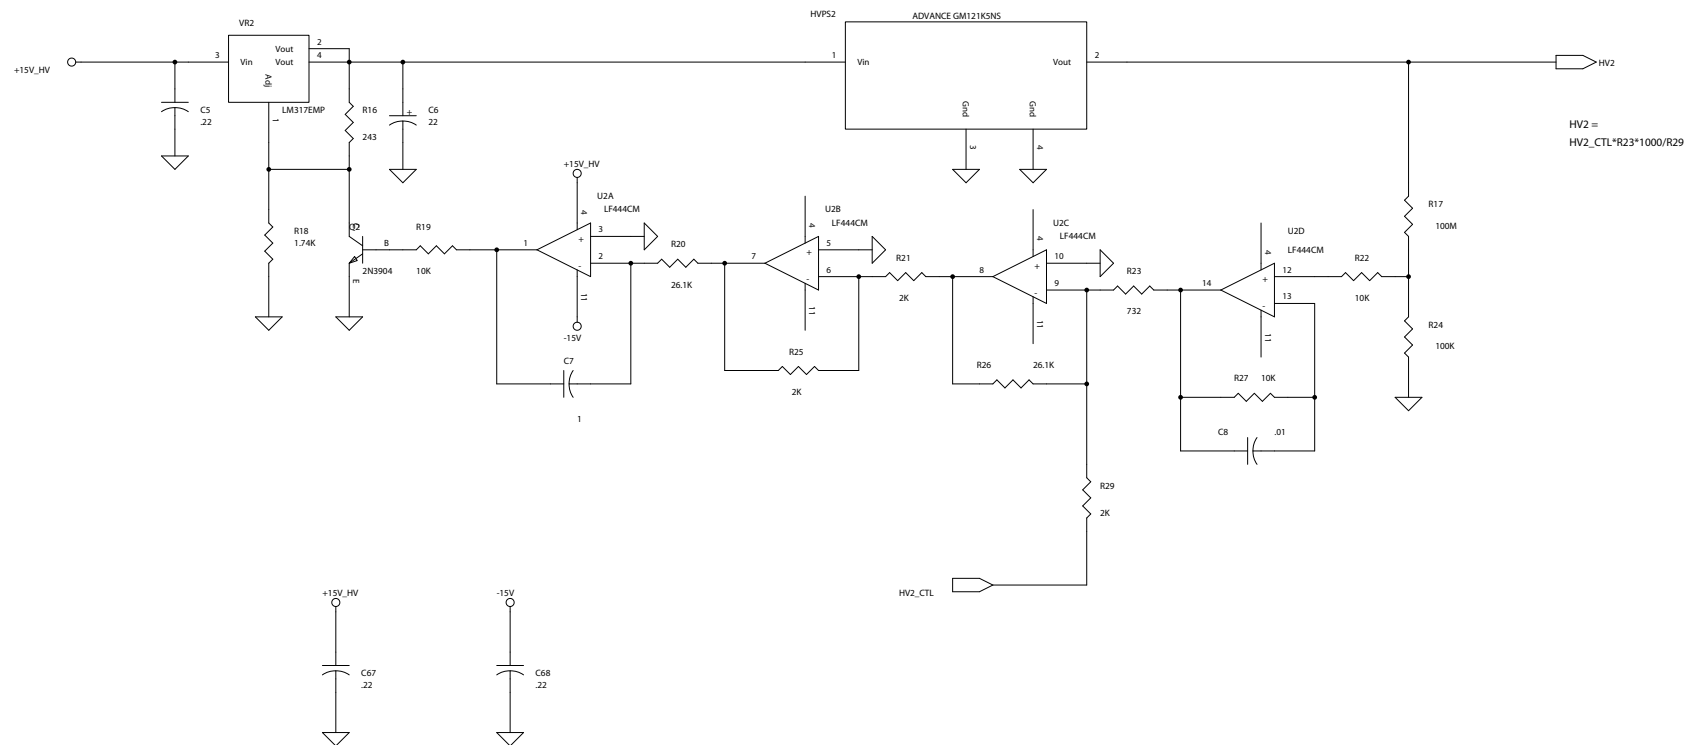 VR2
HVPS2
ADVANCE GM121K5NS
+15V_HV
3
Vin
Vout
2
Vout
4
Adj
LM317EMP
1
1
Vin
Vout
2
Gnd
Gnd
3
4
HV2
C5
.22
R16
243
C6
22
+
HV2 =
HV2_CTL*R23*1000/R29
+15V_HV
U2A
LF444CM
4
3
+
1
2
-
11
-15V
R18
1.74K
Q2
C
B
2N3904
E
R19
10K
C7
1
R20
26.1K
U2B
LF444CM
4
5
+
7
6
-
11
R25
2K
R21
2K
U2C
LF444CM
4
10
+
8
9
-
11
R26
26.1K
R23
732
U2D
LF444CM
4
12
+
14
13
-
11
R27
10K
C8
.01
R22
10K
R17
100M
R24
100K
R29
2K
HV2_CTL
+15V_HV
C67
.22
-15V
C68
.22